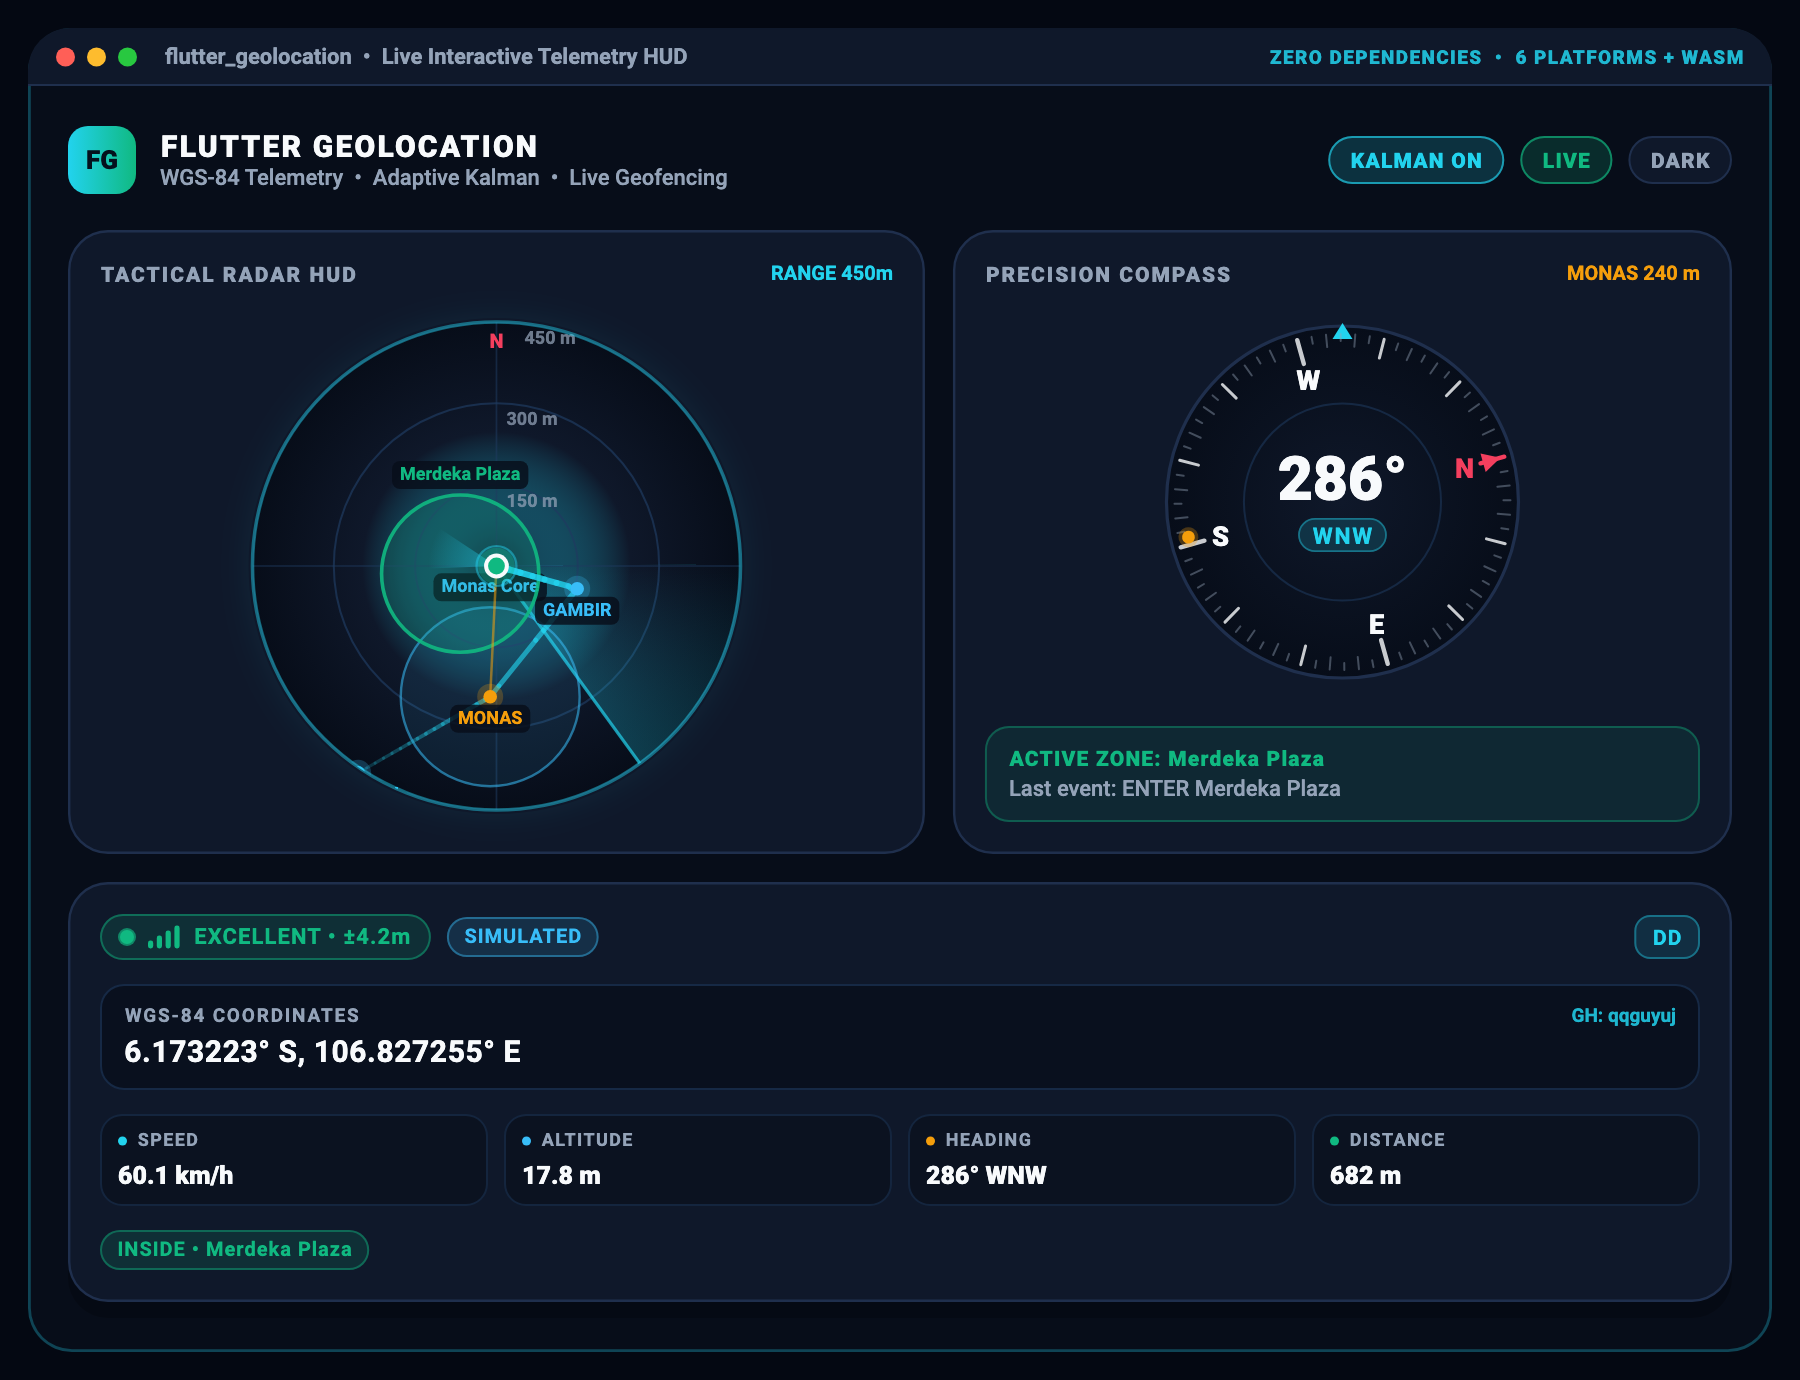 flutter_geolocation • Live Interactive Telemetry HUD
ZERO DEPENDENCIES • 6 PLATFORMS + WASM
FG
FLUTTER GEOLOCATION
WGS-84 Telemetry • Adaptive Kalman • Live Geofencing
KALMAN ON
LIVE
DARK
TACTICAL RADAR HUD
RANGE 450m
N
450 m
300 m
Merdeka Plaza
150 m
Monas Core
GAMBIR
MONAS
PRECISION COMPASS
MONAS 240 m
W
N
286°
WNW
S
E
ACTIVE ZONE: Merdeka Plaza
Last event: ENTER Merdeka Plaza
EXCELLENT • ±4.2m
SIMULATED
DD
WGS-84 COORDINATES
GH: qqguyuj
6.173223° S, 106.827255° E
SPEED
60.1 km/h
ALTITUDE
17.8 m
HEADING
286° WNW
DISTANCE
682 m
INSIDE • Merdeka Plaza